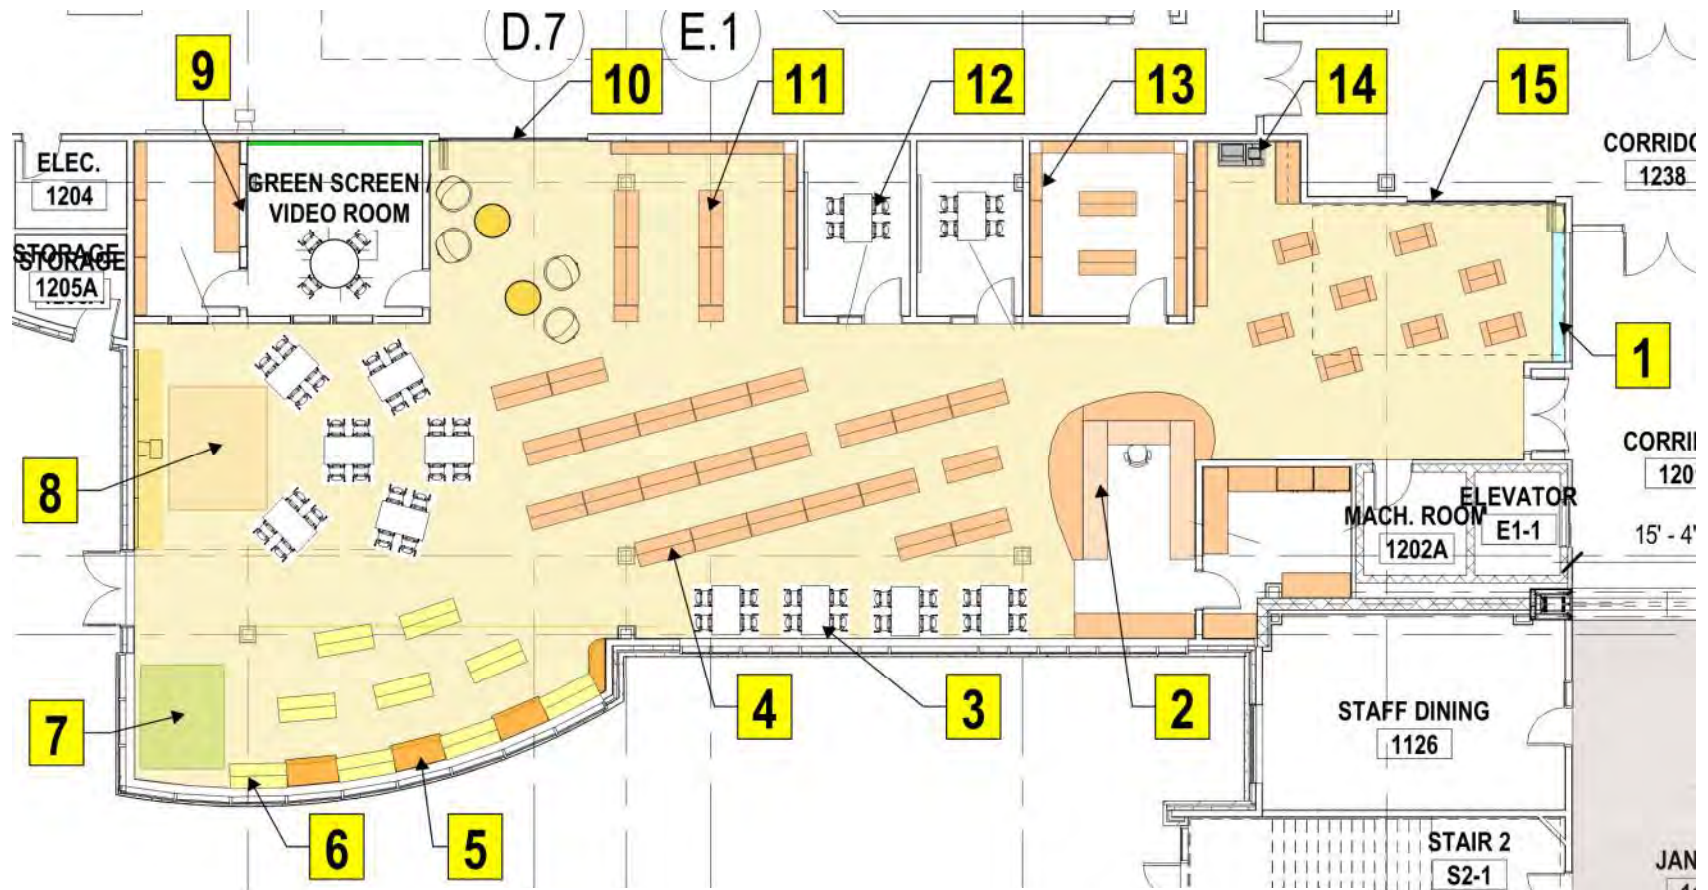 D.7
E.1
9
10
11
12
13
14
15
ELEC.
1204
GREEN SCREEN /
VIDEO ROOM
CORRIDO
1238
STORAGE
STORAGE
1205A
1
8
CORRI
120
ELEVATOR
E1-1
MACH. ROOM
1202A
15' - 4"
7
4
3
2
STAFF DINING
1126
6
5
STAIR 2
S2-1
JAN